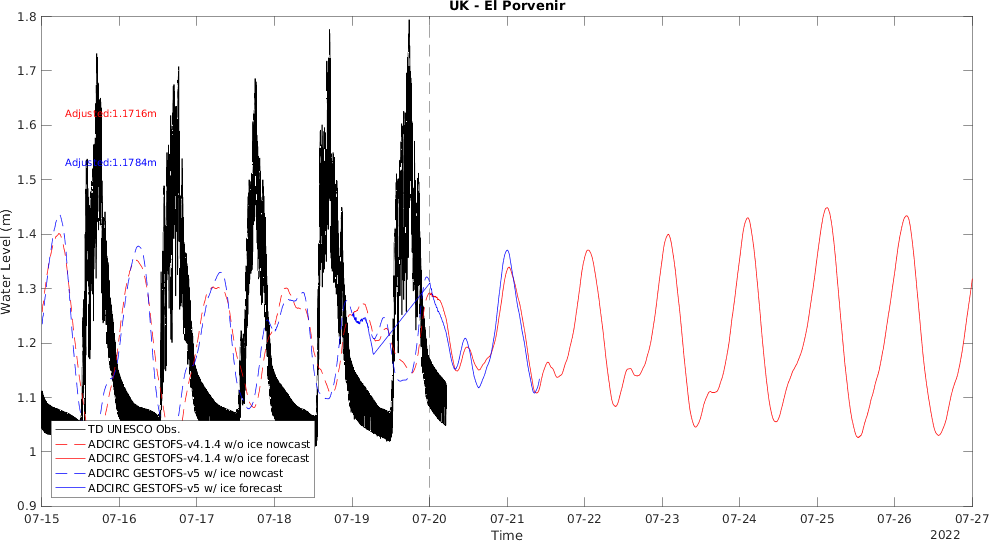 UK - El Porvenir
1.8
1.7
1.6
1.5
1.4
1.3
1.2
1.1
1
0.9
Water Level (m)
Adjusted:1.1716m
Adjusted:1.1784m
TD UNESCO Obs.
ADCIRC GESTOFS-v4.1.4 w/o ice nowcast
ADCIRC GESTOFS-v4.1.4 w/o ice forecast
ADCIRC GESTOFS-v5 w/ ice nowcast
ADCIRC GESTOFS-v5 w/ ice forecast
07-15 07-16 07-17 07-18 07-19 07-20 07-21 07-22 07-23 07-24 07-25 07-26 07-27
Time
2022